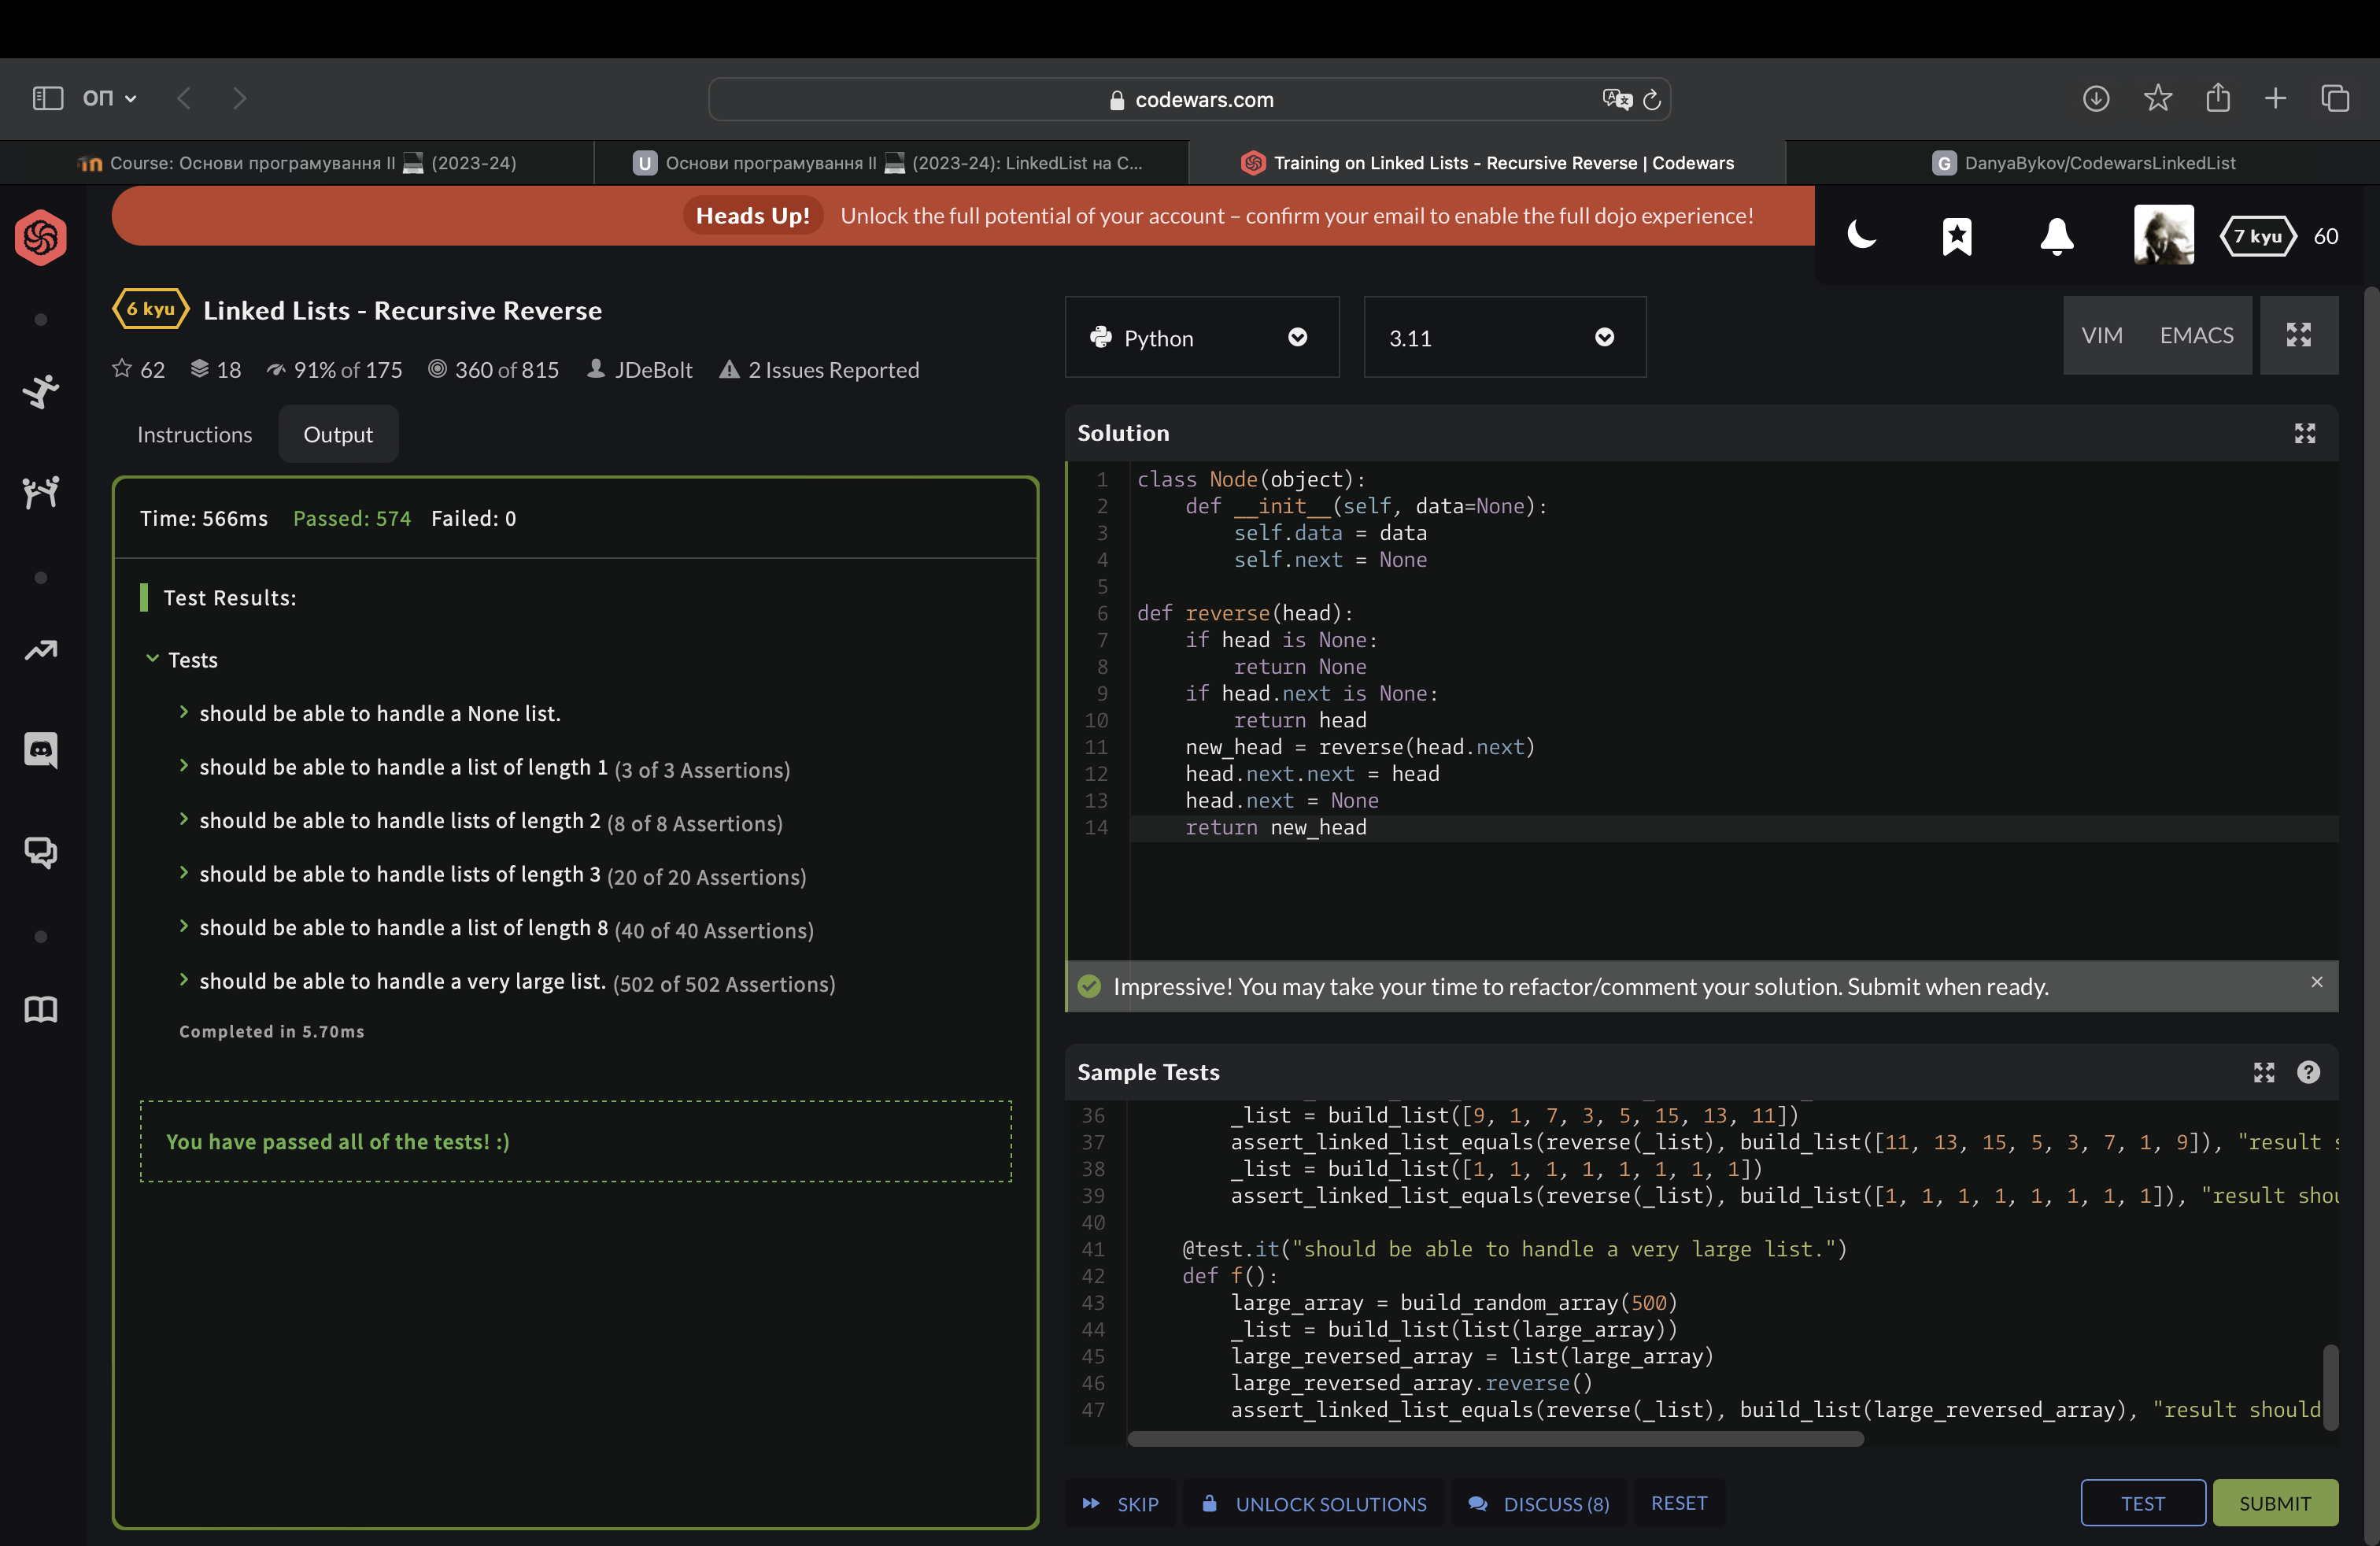 ОП
codewars.com
Course: Основи програмування II 💻 (2023-24)
U Основи програмування II 💻 (2023-24): LinkedList на C...
Training on Linked Lists - Recursive Reverse | Codewars
G DanyaBykov/CodewarsLinkedList
Heads Up! Unlock the full potential of your account – confirm your email to enable the full dojo experience!
7 kyu 60
6 kyu Linked Lists - Recursive Reverse
62 18 91% of 175 360 of 815 JDeBolt 2 Issues Reported
Instructions Output
Time: 566ms Passed: 574 Failed: 0
Test Results:
Tests
should be able to handle a None list.
should be able to handle a list of length 1 (3 of 3 Assertions)
should be able to handle lists of length 2 (8 of 8 Assertions)
should be able to handle lists of length 3 (20 of 20 Assertions)
should be able to handle a list of length 8 (40 of 40 Assertions)
should be able to handle a very large list. (502 of 502 Assertions)
Completed in 5.70ms
You have passed all of the tests! :)
Python 3.11 VIM EMACS
Solution
1 class Node(object):
2     def __init__(self, data=None):
3         self.data = data
4         self.next = None
5
6 def reverse(head):
7     if head is None:
8         return None
9     if head.next is None:
10         return head
11     new_head = reverse(head.next)
12     head.next.next = head
13     head.next = None
14     return new_head
Impressive! You may take your time to refactor/comment your solution. Submit when ready. ×
Sample Tests
36         _list = build_list([9, 1, 7, 3, 5, 15, 13, 11])
37         assert_linked_list_equals(reverse(_list), build_list([11, 13, 15, 5, 3, 7, 1, 9]), "result s
38         _list = build_list([1, 1, 1, 1, 1, 1, 1, 1])
39         assert_linked_list_equals(reverse(_list), build_list([1, 1, 1, 1, 1, 1, 1, 1]), "result shou
40
41     @test.it("should be able to handle a very large list.")
42     def f():
43         large_array = build_random_array(500)
44         _list = build_list(list(large_array))
45         large_reversed_array = list(large_array)
46         large_reversed_array.reverse()
47         assert_linked_list_equals(reverse(_list), build_list(large_reversed_array), "result should
SKIP UNLOCK SOLUTIONS DISCUSS (8) RESET TEST SUBMIT